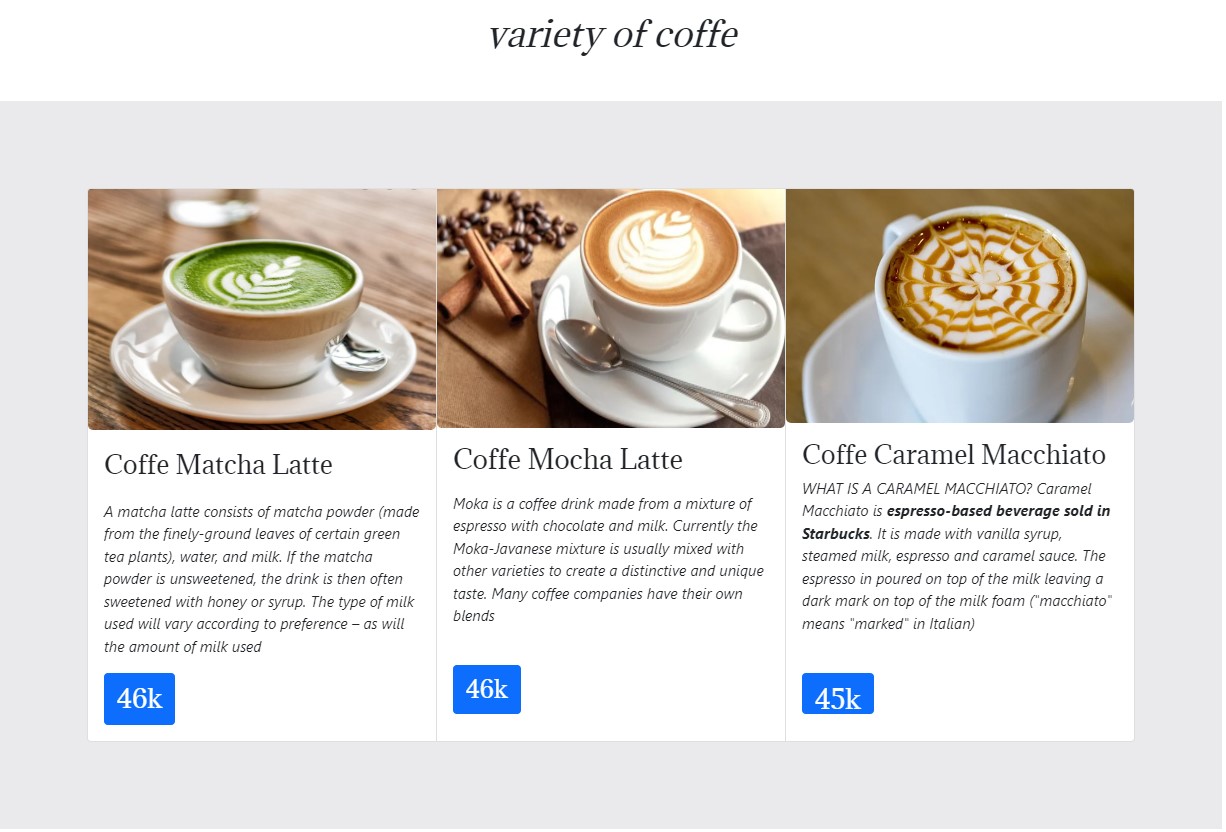 variety of coffe
Coffe Matcha Latte
A matcha latte consists of matcha powder (made
from the finely-ground leaves of certain green
tea plants), water, and milk. If the matcha
powder is unsweetened, the drink is then often
sweetened with honey or syrup. The type of milk
used will vary according to preference – as will
the amount of milk used
46k
Coffe Mocha Latte
Moka is a coffee drink made from a mixture of
espresso with chocolate and milk. Currently the
Moka-Javanese mixture is usually mixed with
other varieties to create a distinctive and unique
taste. Many coffee companies have their own
blends
46k
Coffe Caramel Macchiato
WHAT IS A CARAMEL MACCHIATO? Caramel
Macchiato is espresso-based beverage sold in
Starbucks. It is made with vanilla syrup,
steamed milk, espresso and caramel sauce. The
espresso in poured on top of the milk leaving a
dark mark on top of the milk foam ("macchiato"
means "marked" in Italian)
45k